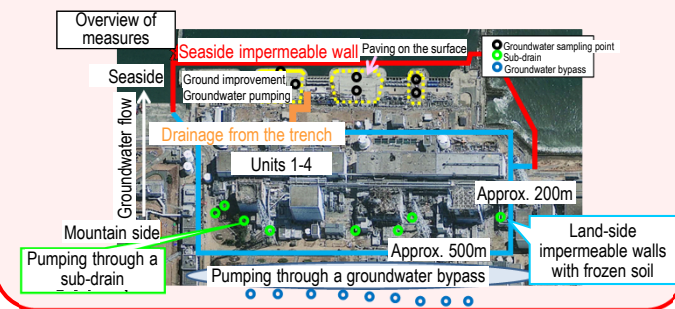 Overview of
measures
Seaside impermeable wall
Paving on the surface
Groundwater sampling point
Sub-drain
Groundwater bypass
Seaside
Ground improvement,
Groundwater pumping
Groundwater flow
Drainage from the trench
Units 1-4
Approx. 200m
Mountain side
Approx. 500m
Land-side
impermeable walls
with frozen soil
Pumping through a
sub-drain
Pumping through a groundwater bypass